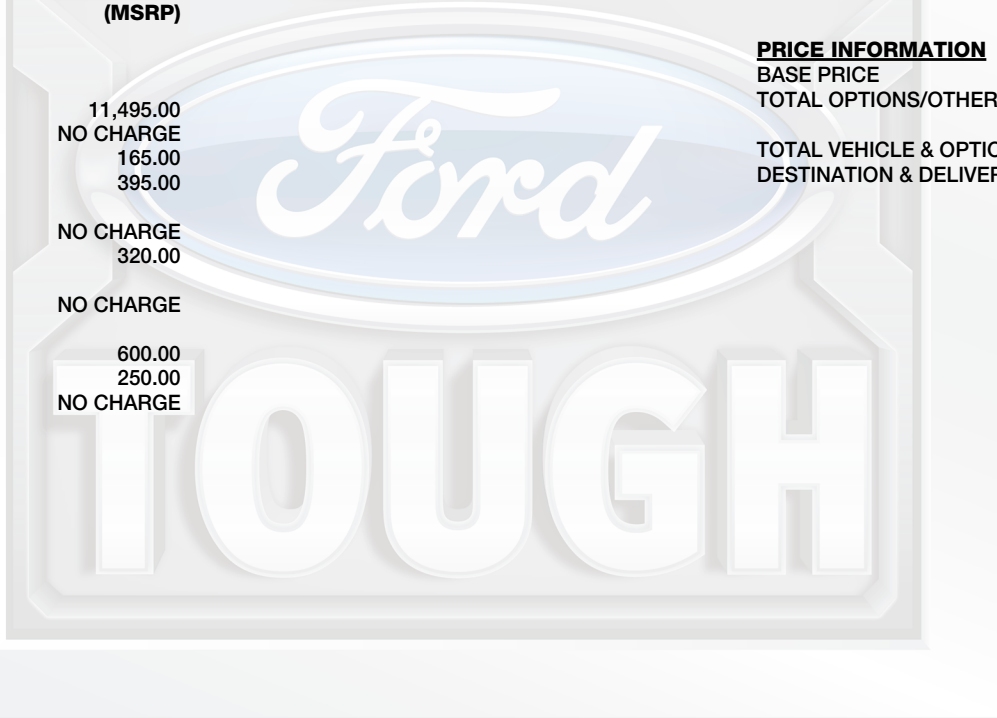 (MSRP)
11,495.00
NO CHARGE
165.00
395.00
NO CHARGE
320.00
NO CHARGE
600.00
250.00
NO CHARGE
PRICE INFORMATION
BASE PRICE
TOTAL OPTIONS/OTHER
TOTAL VEHICLE & OPTIO
DESTINATION & DELIVER
Ford
TOUGH